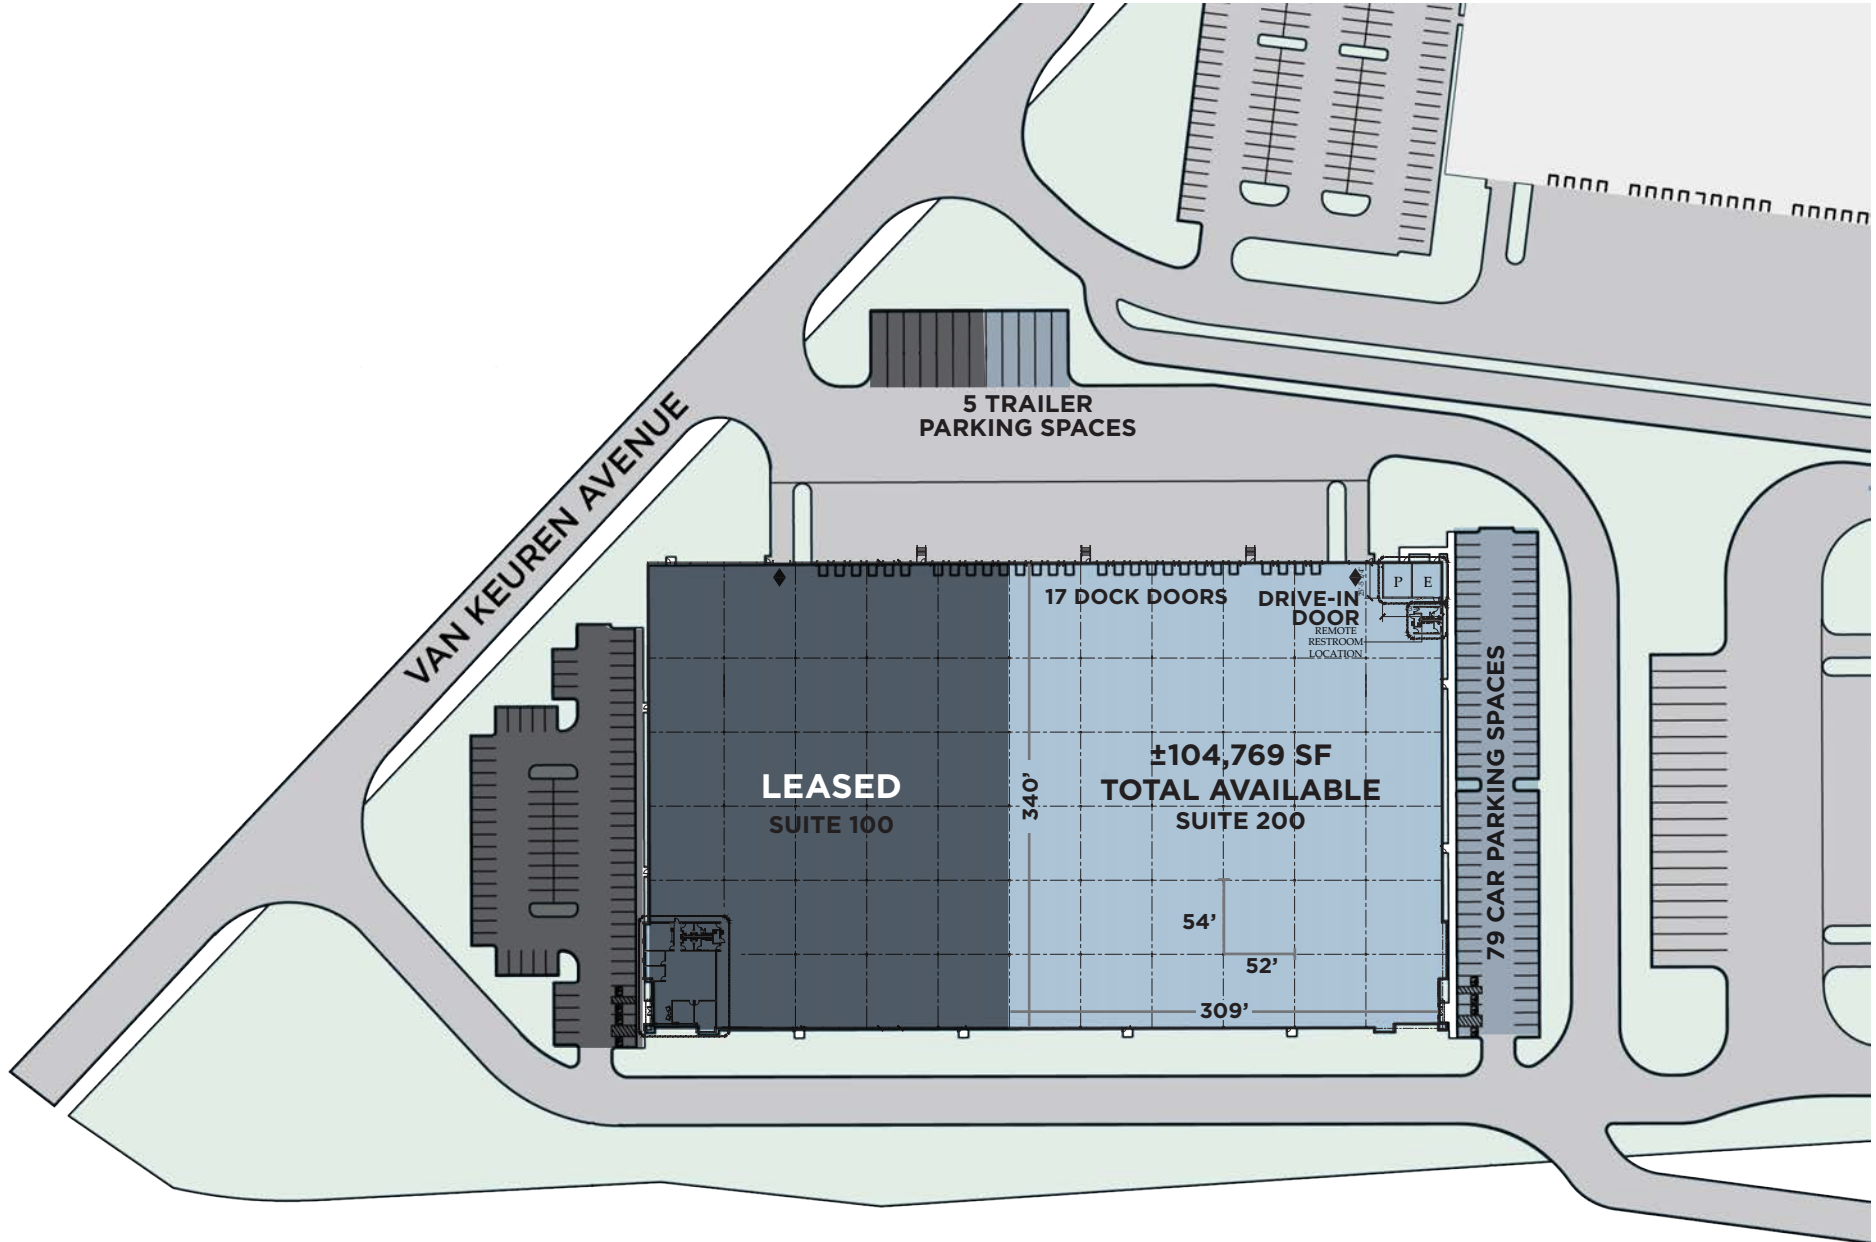 5 TRAILER
PARKING SPACES
VAN KEUREN AVENUE
17 DOCK DOORS
DRIVE-IN
DOOR
P
E
REMOTE
RESTROOM
LOCATION
79 CAR PARKING SPACES
LEASED
SUITE 100
340'
±104,769 SF
TOTAL AVAILABLE
SUITE 200
54'
52'
309'